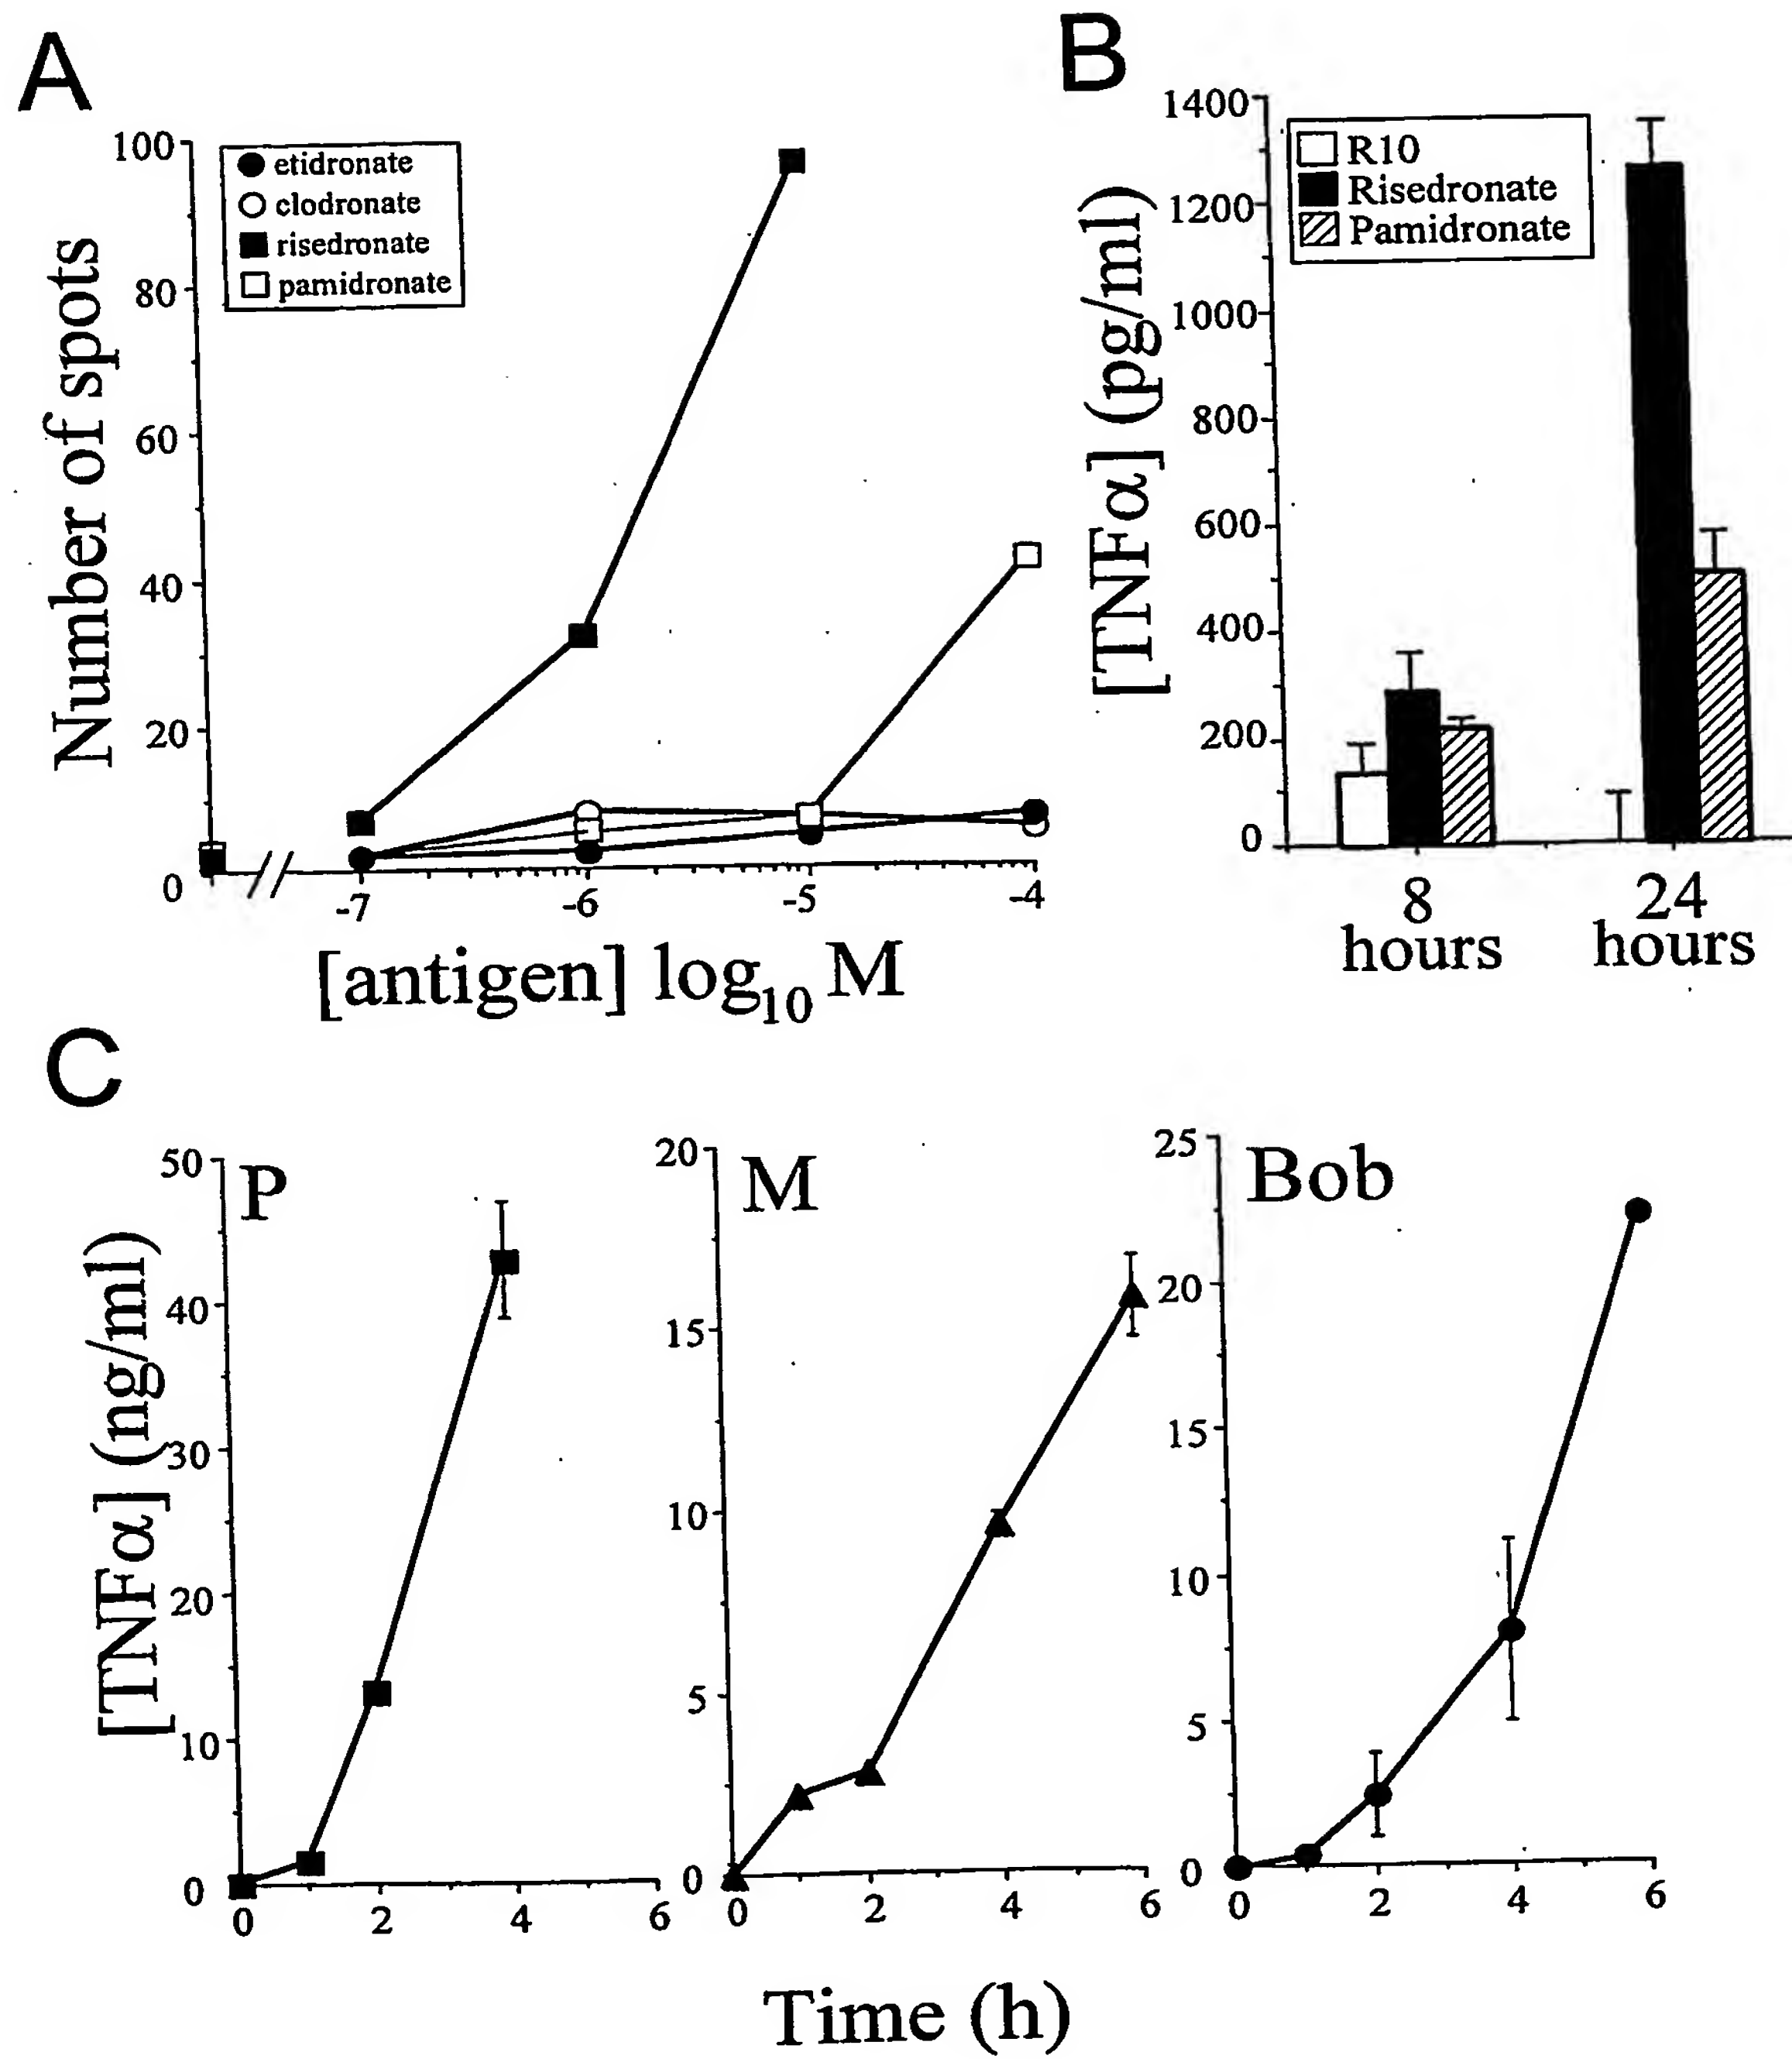 A
100
80
60
40
20
0
Number of spots
etidronate
clodronate
risedronate
pamidronate
-7
-6
-5
-4
[antigen] log10 M
B
1400
1200
1000
800
600
400
200
0
[TNFα] (pg/ml)
R10
Risedronate
Pamidronate
8
hours
24
hours
C
[TNFα] (ng/ml)
P
50
40
30
20
10
0
0 2 4 6
M
20
15
10
5
0
0 2 4 6
Bob
25
20
15
10
5
0
0 2 4 6
Time (h)